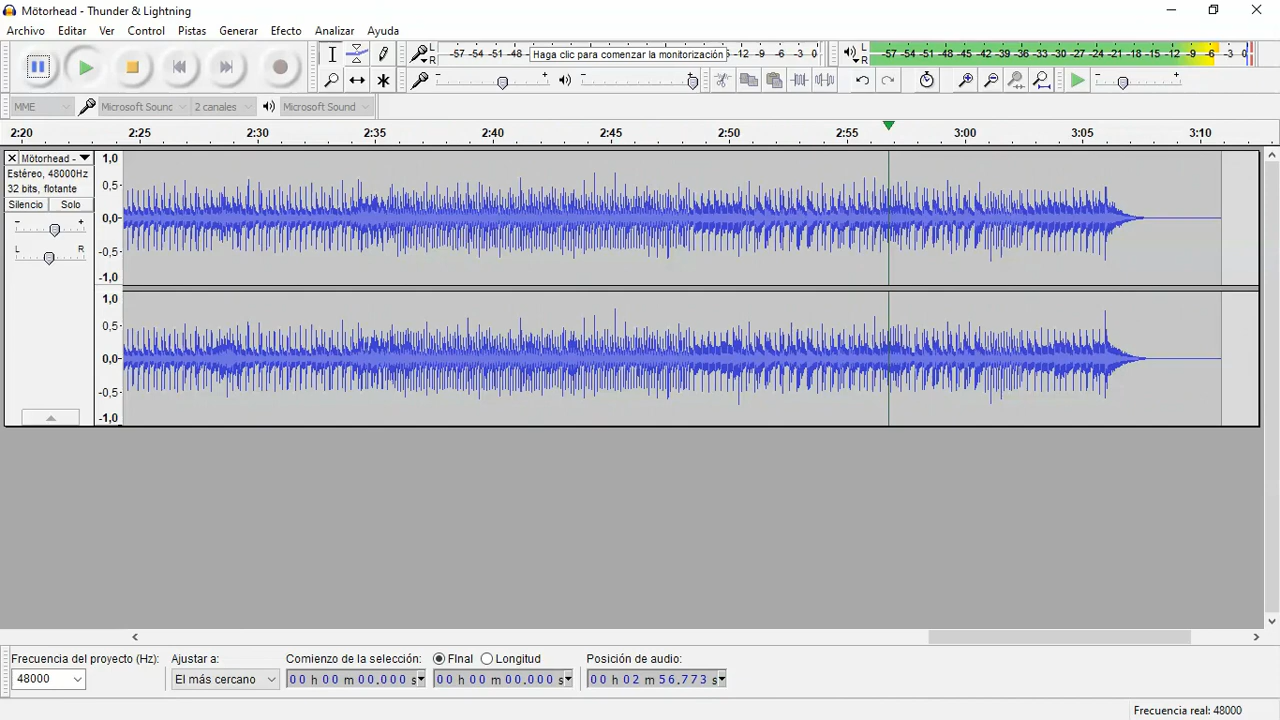 Mötorhead - Thunder & Lightning
Archivo Editar Ver Control Pistas Generar Efecto Analizar Ayuda
L R -57 -54 -51 -48 Haga clic para comenzar la monitorización -12 -9 -6 -3 0
L R -57 -54 -51 -48 -45 -42 -39 -36 -33 -30 -27 -24 -21 -18 -15 -12 -9 -6 -3 0
MME Microsoft Sound 2 canales Microsoft Sound
2:20 2:25 2:30 2:35 2:40 2:45 2:50 2:55 3:00 3:05 3:10
Mötorhead -
Estéreo, 48000Hz
32 bits, flotante
Silencio Solo
- +
L R
1,0
0,5
0,0
-0,5
-1,0
1,0
0,5
0,0
-0,5
-1,0
Frecuencia del proyecto (Hz): Ajustar a: Comienzo de la selección: FInal Longitud Posición de audio:
48000 El más cercano 00 h 00 m 00.000 s 00 h 00 m 00.000 s 00 h 02 m 56.773 s
Frecuencia real: 48000